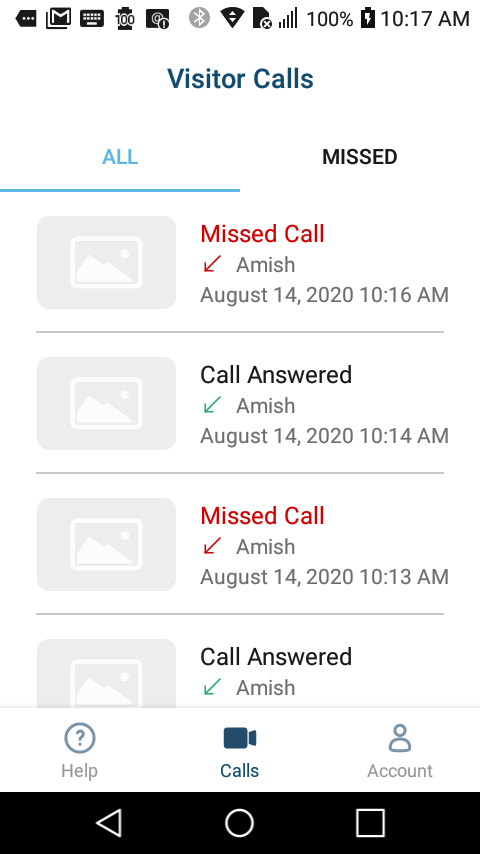 100 100% 10:17 AM
Visitor Calls
ALL MISSED
Missed Call
Amish
August 14, 2020 10:16 AM
Call Answered
Amish
August 14, 2020 10:14 AM
Missed Call
Amish
August 14, 2020 10:13 AM
Call Answered
Amish
Help Calls Account